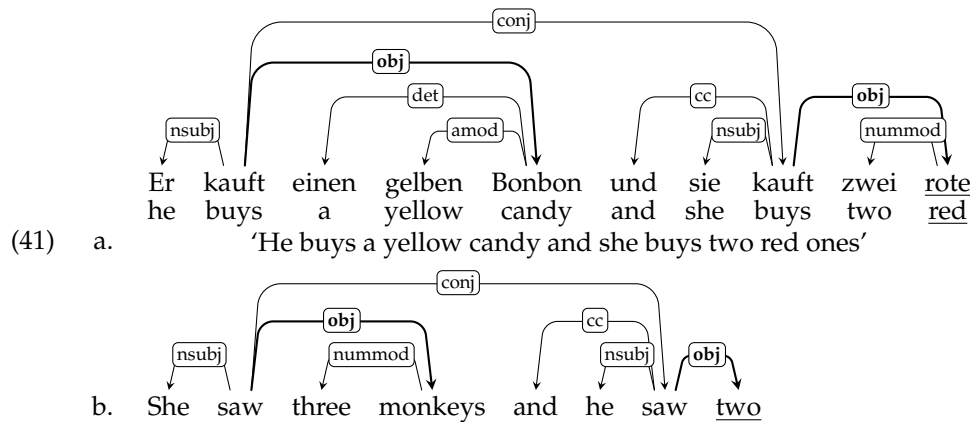 conj
obj
det cc obj
nsubj amod nsubj nummod
Er kauft einen gelben Bonbon und sie kauft zwei rote
he buys a yellow candy and she buys two red
(41) a. ‘He buys a yellow candy and she buys two red ones’
conj
obj cc
nsubj nummod nsubj obj
b. She saw three monkeys and he saw two